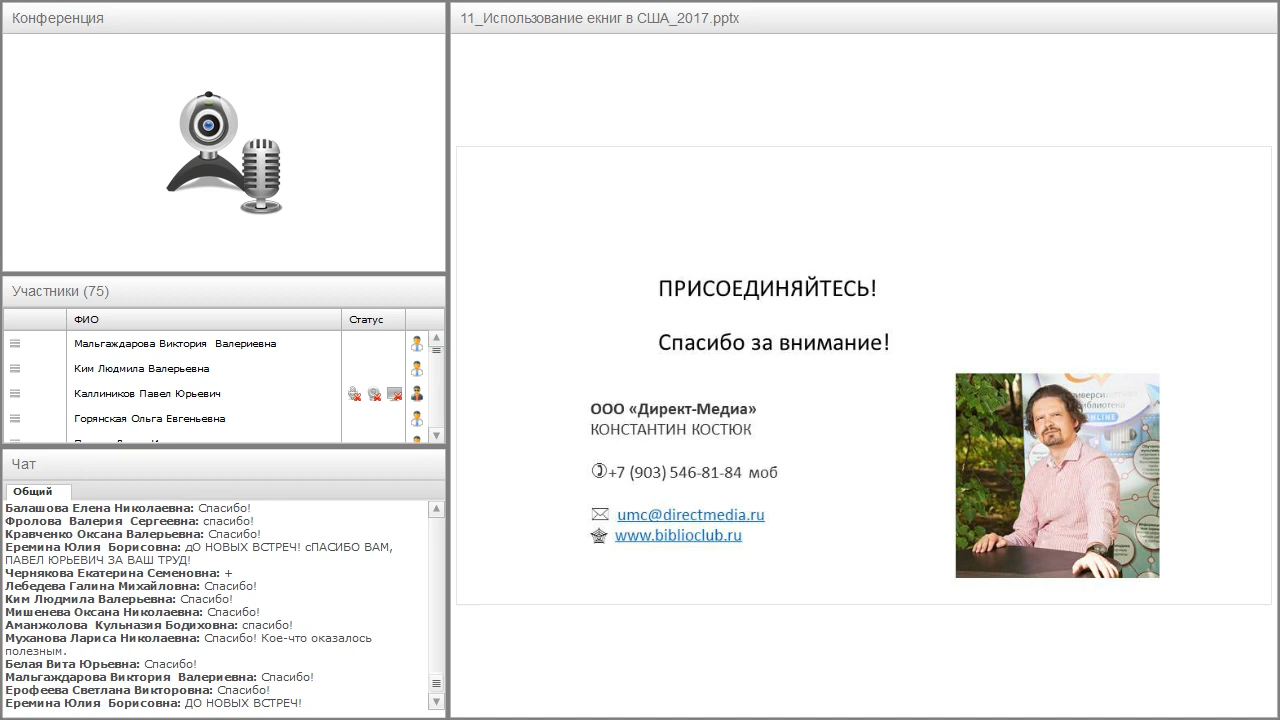 Конференция
Участники (75)
ФИО
Статус
Мальгаждарова Виктория Валериевна
Ким Людмила Валерьевна
Каллиников Павел Юрьевич
Горянская Ольга Евгеньевна
Чат
Общий
Балашова Елена Николаевна: Спасибо!
Фролова Валерия Сергеевна: спасибо!
Кравченко Оксана Валерьевна: Спасибо!
Еремина Юлия Борисовна: дО НОВЫХ ВСТРЕЧ! сПАСИБО ВАМ,
ПАВЕЛ ЮРЬЕВИЧ ЗА ВАШ ТРУД!
Чернякова Екатерина Семеновна: +
Лебедева Галина Михайловна: Спасибо!
Ким Людмила Валерьевна: Спасибо!
Мишенева Оксана Николаевна: Спасибо!
Аманжолова Кульназия Бодиховна: спасибо!
Муханова Лариса Николаевна: Спасибо! Кое-что оказалось
полезным.
Белая Вита Юрьевна: Спасибо!
Мальгаждарова Виктория Валериевна: Спасибо!
Ерофеева Светлана Викторовна: Спасибо!
Еремина Юлия Борисовна: ДО НОВЫХ ВСТРЕЧ!
11_Использование екниг в США_2017.pptx
ПРИСОЕДИНЯЙТЕСЬ!
Спасибо за внимание!
ООО «Директ-Медиа»
КОНСТАНТИН КОСТЮК
+7 (903) 546-81-84 моб
umc@directmedia.ru
www.biblioclub.ru
ONLINE